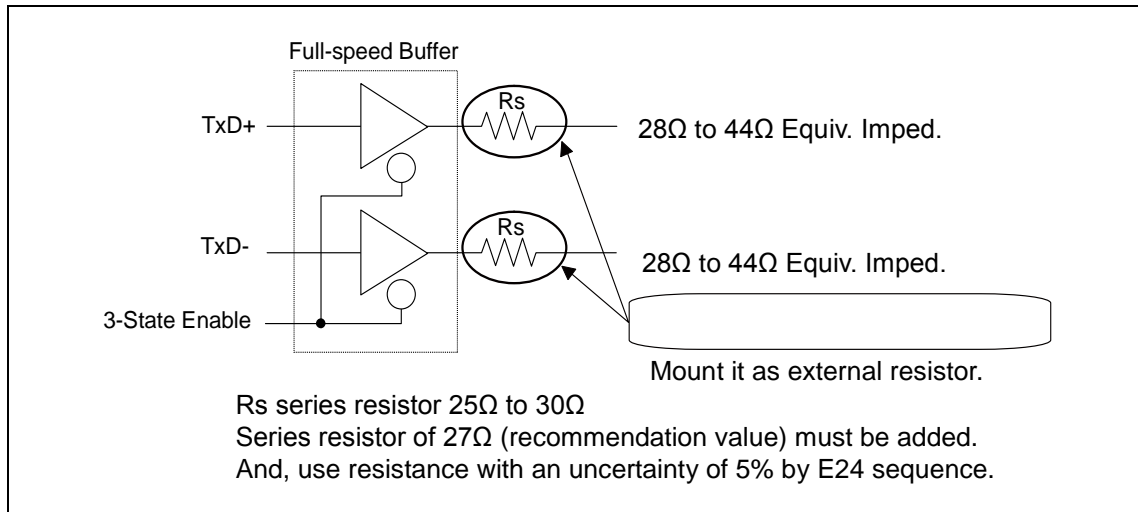 Full-speed Buffer
Rs
TxD+
28Ω to 44Ω Equiv. Imped.
Rs
TxD-
28Ω to 44Ω Equiv. Imped.
3-State Enable
Mount it as external resistor.
Rs series resistor 25Ω to 30Ω
Series resistor of 27Ω (recommendation value) must be added.
And, use resistance with an uncertainty of 5% by E24 sequence.